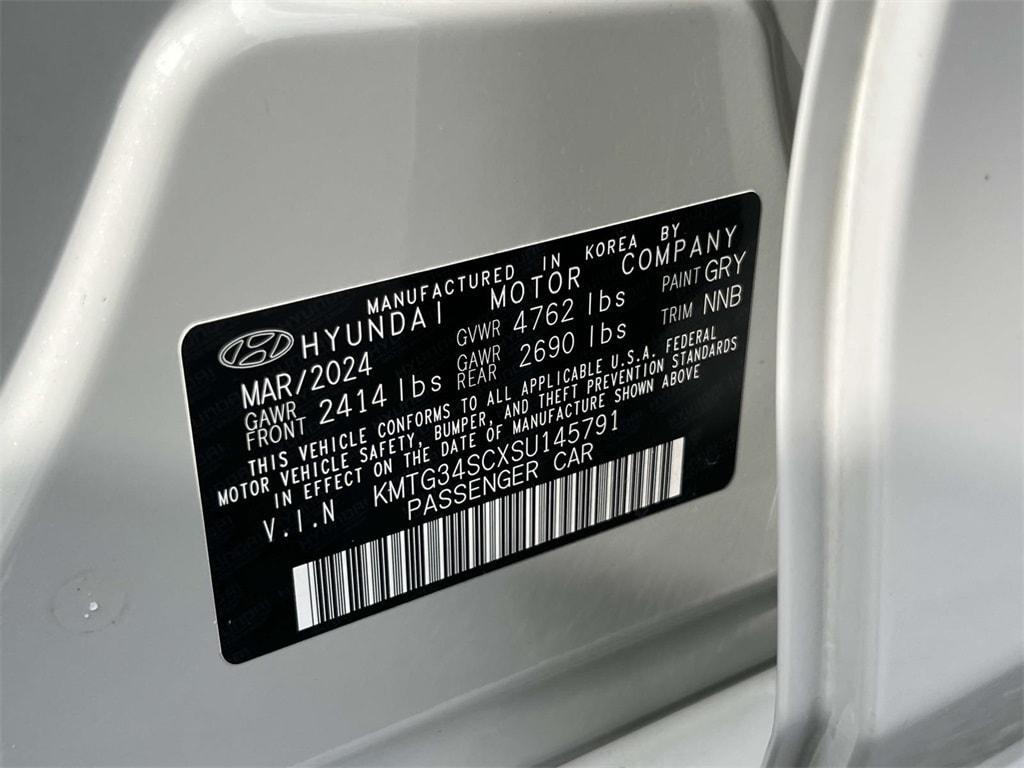 MANUFACTURED IN KOREA BY
HYUNDAI MOTOR COMPANY
MAR/2024 GVWR 4762 lbs PAINT GRY
GAWR FRONT 2414 lbs GAWR REAR 2690 lbs TRIM NNB
THIS VEHICLE CONFORMS TO ALL APPLICABLE U.S.A. FEDERAL
MOTOR VEHICLE SAFETY, BUMPER, AND THEFT PREVENTION STANDARDS
IN EFFECT ON THE DATE OF MANUFACTURE SHOWN ABOVE
V.I.N KMTG34SCXSU145791
PASSENGER CAR